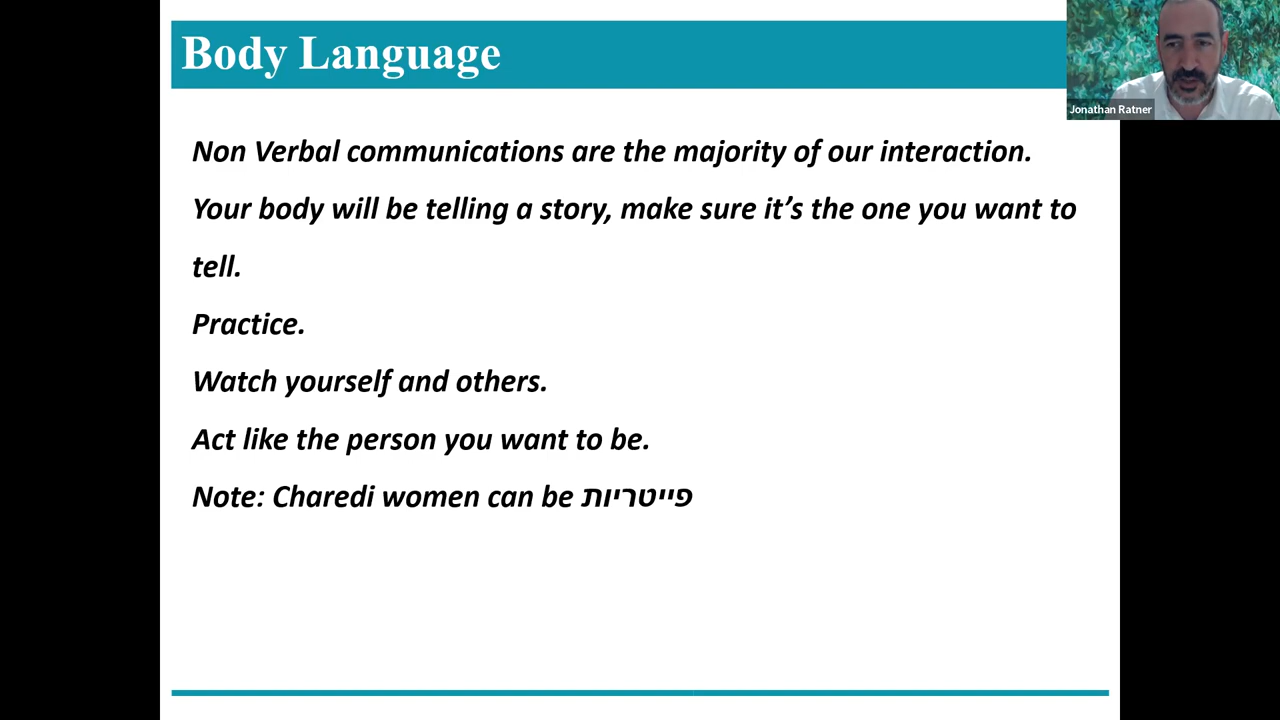 Body Language
Jonathan Ratner
Non Verbal communications are the majority of our interaction.
Your body will be telling a story, make sure it’s the one you want to
tell.
Practice.
Watch yourself and others.
Act like the person you want to be.
Note: Charedi women can be פייטריות